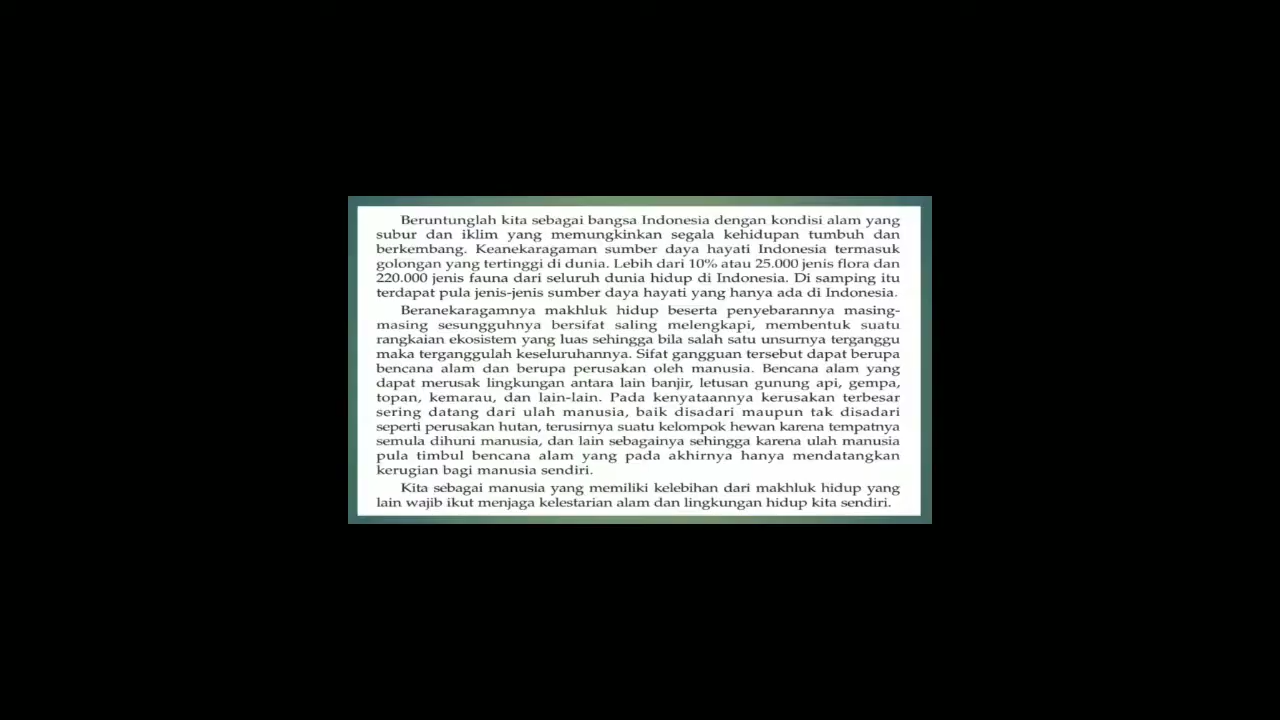 Beruntunglah kita sebagai bangsa Indonesia dengan kondisi alam yang
subur dan iklim yang memungkinkan segala kehidupan tumbuh dan
berkembang. Keanekaragaman sumber daya hayati Indonesia termasuk
golongan yang tertinggi di dunia. Lebih dari 10% atau 25.000 jenis flora dan
220.000 jenis fauna dari seluruh dunia hidup di Indonesia. Di samping itu
terdapat pula jenis-jenis sumber daya hayati yang hanya ada di Indonesia.
Beranekaragamnya makhluk hidup beserta penyebarannya masing-
masing sesungguhnya bersifat saling melengkapi, membentuk suatu
rangkaian ekosistem yang luas sehingga bila salah satu unsurnya terganggu
maka terganggulah keseluruhannya. Sifat gangguan tersebut dapat berupa
bencana alam dan berupa perusakan oleh manusia. Bencana alam yang
dapat merusak lingkungan antara lain banjir, letusan gunung api, gempa,
topan, kemarau, dan lain-lain. Pada kenyataannya kerusakan terbesar
sering datang dari ulah manusia, baik disadari maupun tak disadari
seperti perusakan hutan, terusirnya suatu kelompok hewan karena tempatnya
semula dihuni manusia, dan lain sebagainya sehingga karena ulah manusia
pula timbul bencana alam yang pada akhirnya hanya mendatangkan
kerugian bagi manusia sendiri.
Kita sebagai manusia yang memiliki kelebihan dari makhluk hidup yang
lain wajib ikut menjaga kelestarian alam dan lingkungan hidup kita sendiri.